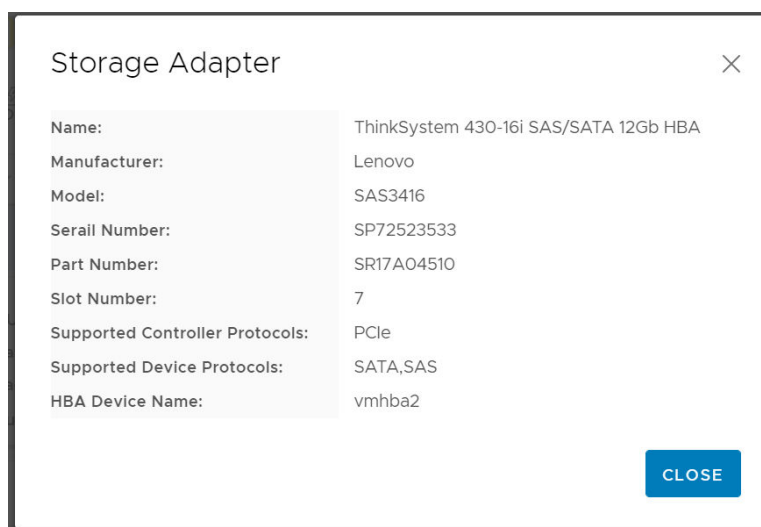 Storage Adapter
Name: ThinkSystem 430-16i SAS/SATA 12Gb HBA
Manufacturer: Lenovo
Model: SAS3416
Serail Number: SP72523533
Part Number: SR17A04510
Slot Number: 7
Supported Controller Protocols: PCIe
Supported Device Protocols: SATA,SAS
HBA Device Name: vmhba2
CLOSE